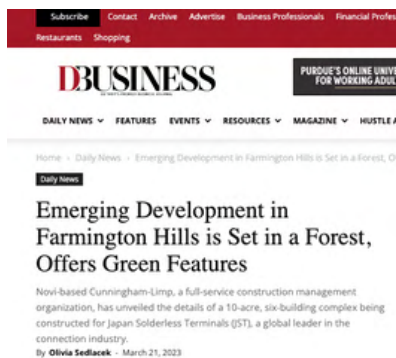 Subscribe Contact Archive Advertise Business Professionals Financial Profes
Restaurants Shopping
DBUSINESS
PURDUE'S ONLINE UNIV
FOR WORKING ADUL
DAILY NEWS FEATURES EVENTS RESOURCES MAGAZINE HUSTLE A
Home › Daily News › Emerging Development in Farmington Hills is Set in a Forest, O
Daily News
Emerging Development in
Farmington Hills is Set in a Forest,
Offers Green Features
Novi-based Cunningham-Limp, a full-service construction management
organization, has unveiled the details of a 10-acre, six-building complex being
constructed for Japan Solderless Terminals (JST), a global leader in the
connection industry.
By Olivia Sedlacek - March 21, 2023